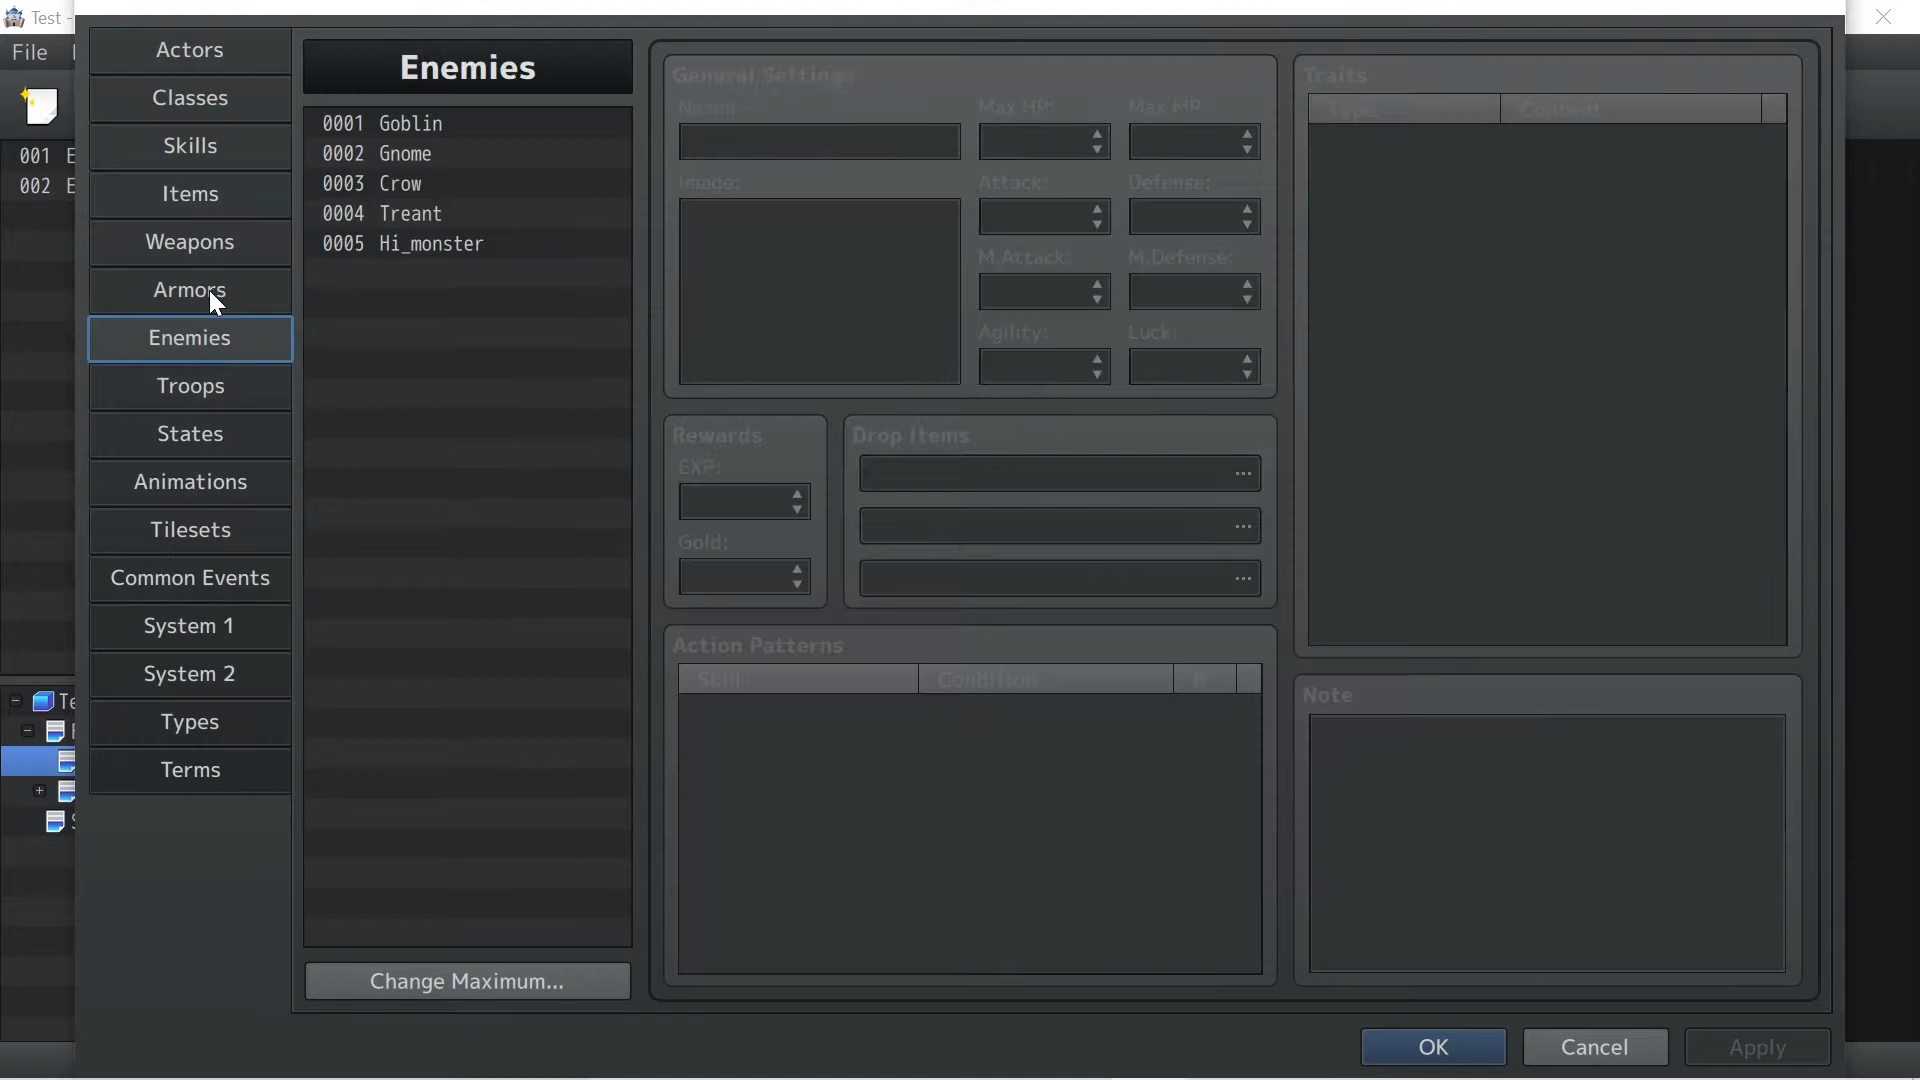 Test -
File
001 E
002 E
Te
Actors
Classes
Skills
Items
Weapons
Armors
Enemies
Troops
States
Animations
Tilesets
Common Events
System 1
System 2
Types
Terms
Enemies
0001 Goblin
0002 Gnome
0003 Crow
0004 Treant
0005 Hi_monster
Change Maximum...
General Settings
Name:
Max HP:
Max MP
Image:
Attack:
Defense:
M.Attack:
M.Defense:
Agility:
Luck:
Rewards
EXP:
Gold:
Drop Items
...
...
...
Action Patterns
Skill
Condition
R
Traits
Type
Content
Note
OK
Cancel
Apply